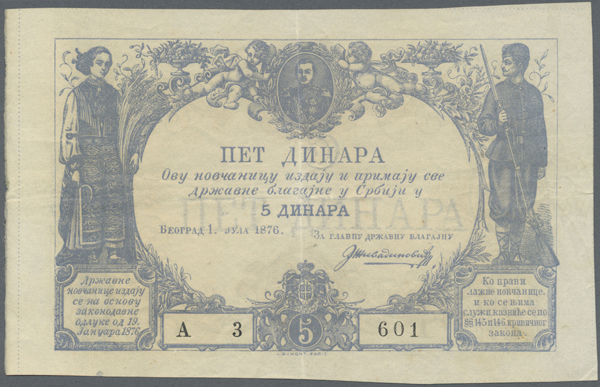 ПЕТ ДИНАРА
Ову новчаницу издају и примају све
државне благајне у Србији у
5 ДИНАРА
ПЕТ ДИНАРА
БЕОГРАД 1. ЈУЛА 1876. ЗА ГЛАВНУ ДРЖАВНУ БЛАГАЈНУ
Државне
новчанице издају
се на основу
законодавне
одлуке од 19.
Јануара 1876
А 3
5
601
Ко прави
лажне новчанице,
и ко се њима
служи казниће се по
§§ 145 и 146. кривичног
закона